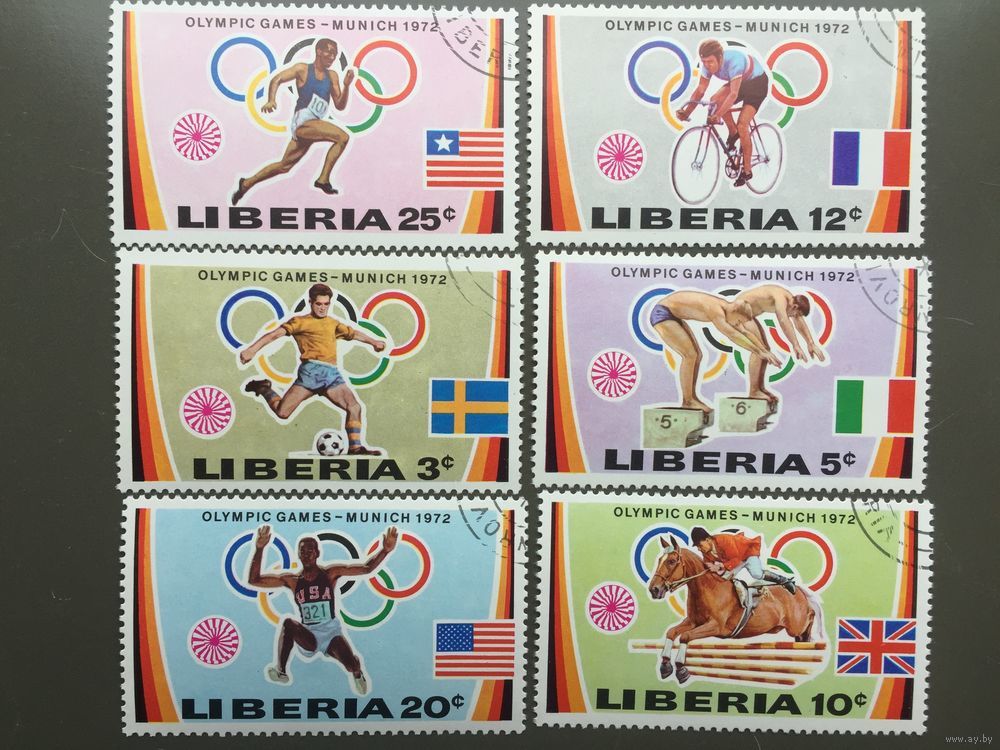 OLYMPIC GAMES – MUNICH 1972
101
LIBERIA 25¢
OLYMPIC GAMES – MUNICH 1972
LIBERIA 12¢
OLYMPIC GAMES – MUNICH 1972
LIBERIA 3¢
OLYMPIC GAMES – MUNICH 1972
5 6
LIBERIA 5¢
OLYMPIC GAMES – MUNICH 1972
USA
321
LIBERIA 20¢
OLYMPIC GAMES – MUNICH 1972
LIBERIA 10¢
www.ay.by